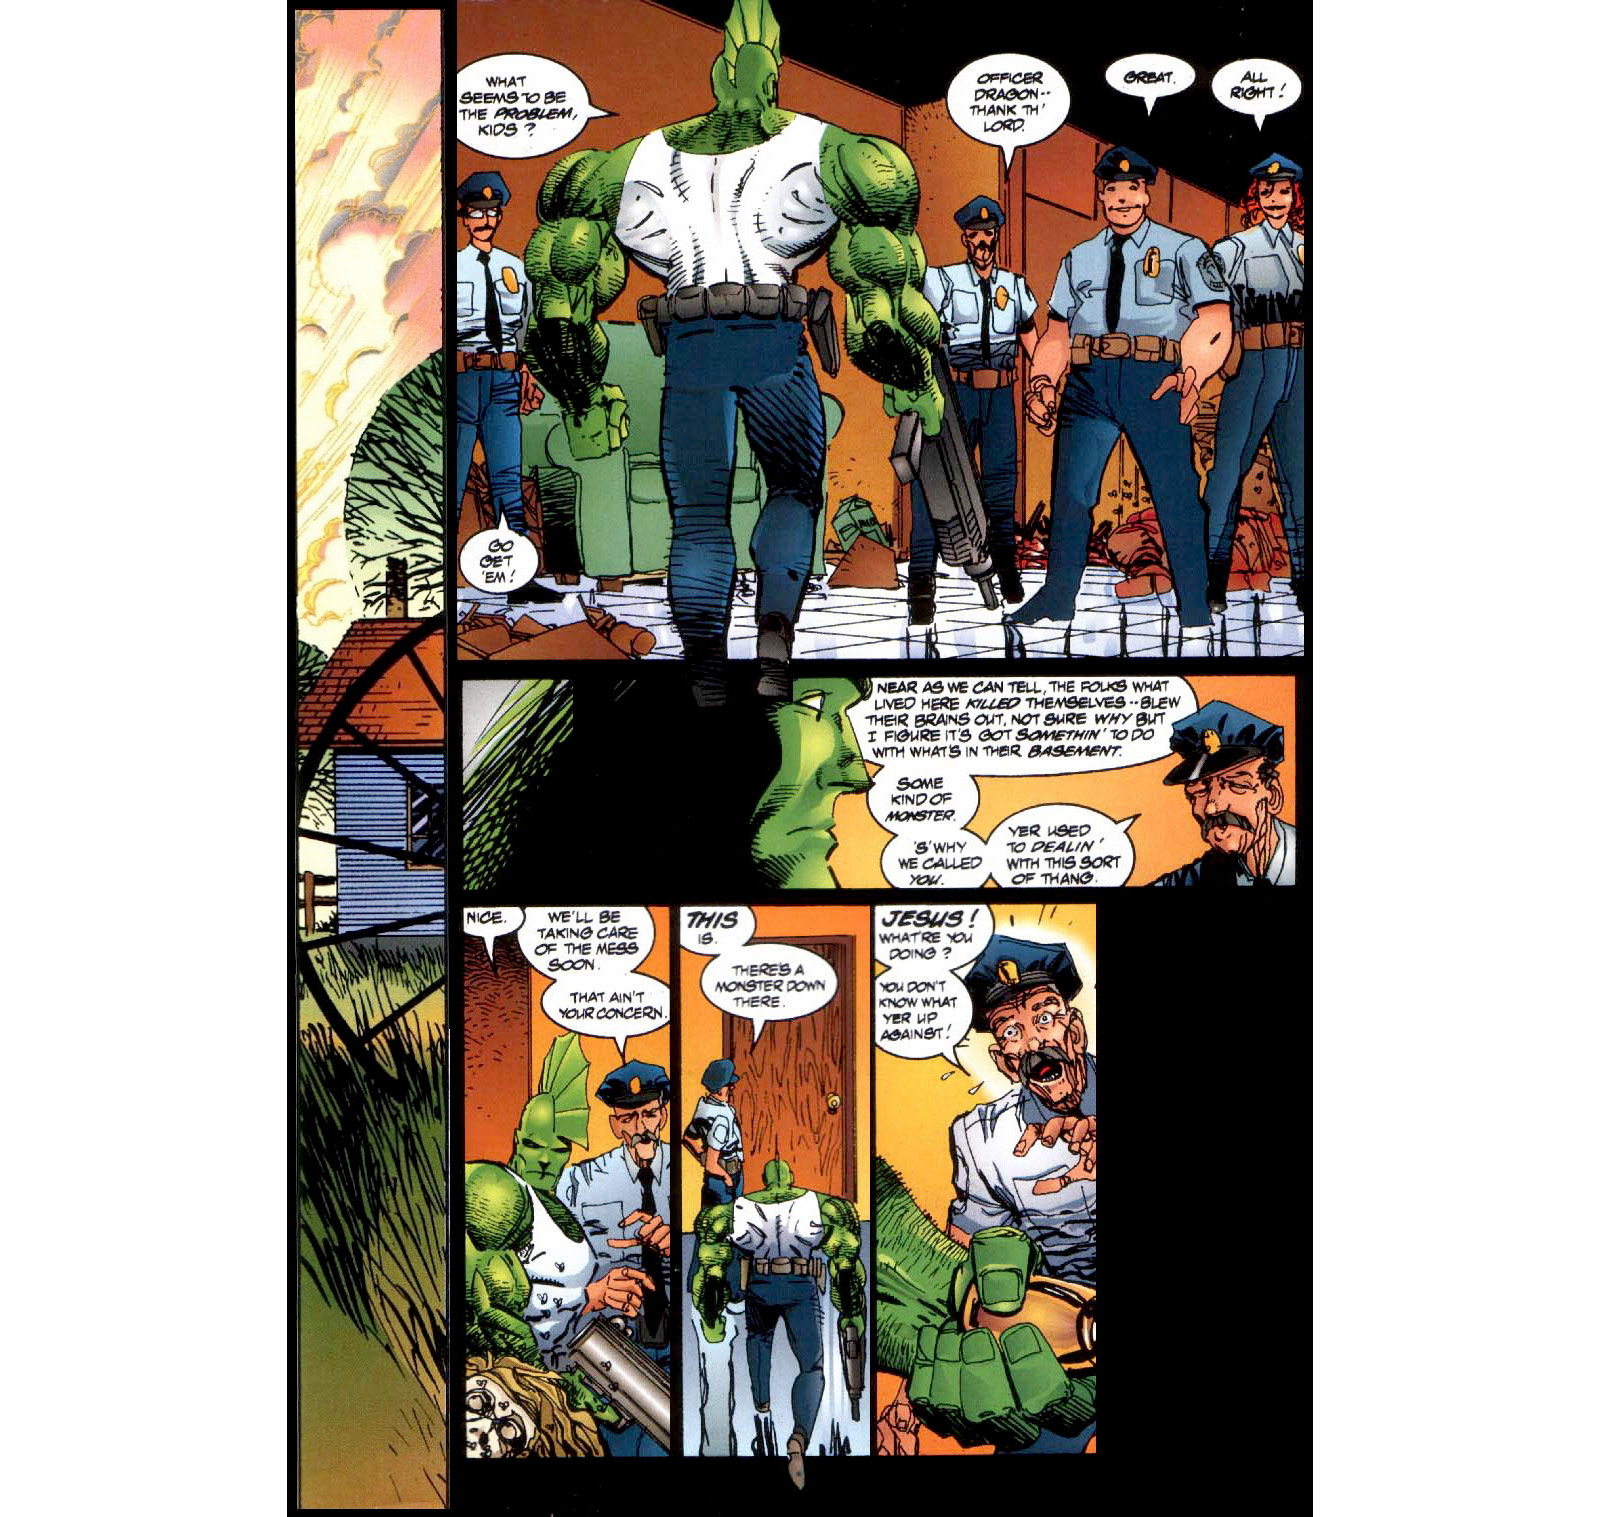 WHAT
SEEMS TO BE
THE PROBLEM,
KIDS?
OFFICER
DRAGON--
THANK TH'
LORD.
GREAT.
ALL
RIGHT!
GO
GET
'EM!
NEAR AS WE CAN TELL, THE FOLKS WHAT
LIVED HERE KILLED THEMSELVES--BLEW
THEIR BRAINS OUT, NOT SURE WHY BUT
I FIGURE IT'S GOT SOMETHIN' TO DO
WITH WHAT'S IN THEIR BASEMENT.
SOME
KIND OF
MONSTER.
'S' WHY
WE CALLED
YOU.
YER USED
TO DEALIN'
WITH THIS SORT
OF THANG.
NICE.
WE'LL BE
TAKING CARE
OF THE MESS
SOON.
THAT AIN'T
YOUR CONCERN.
THIS
IS.
THERE'S A
MONSTER DOWN
THERE.
JESUS!
WHAT'RE YOU
DOING?
YOU DON'T
KNOW WHAT
YER UP
AGAINST!